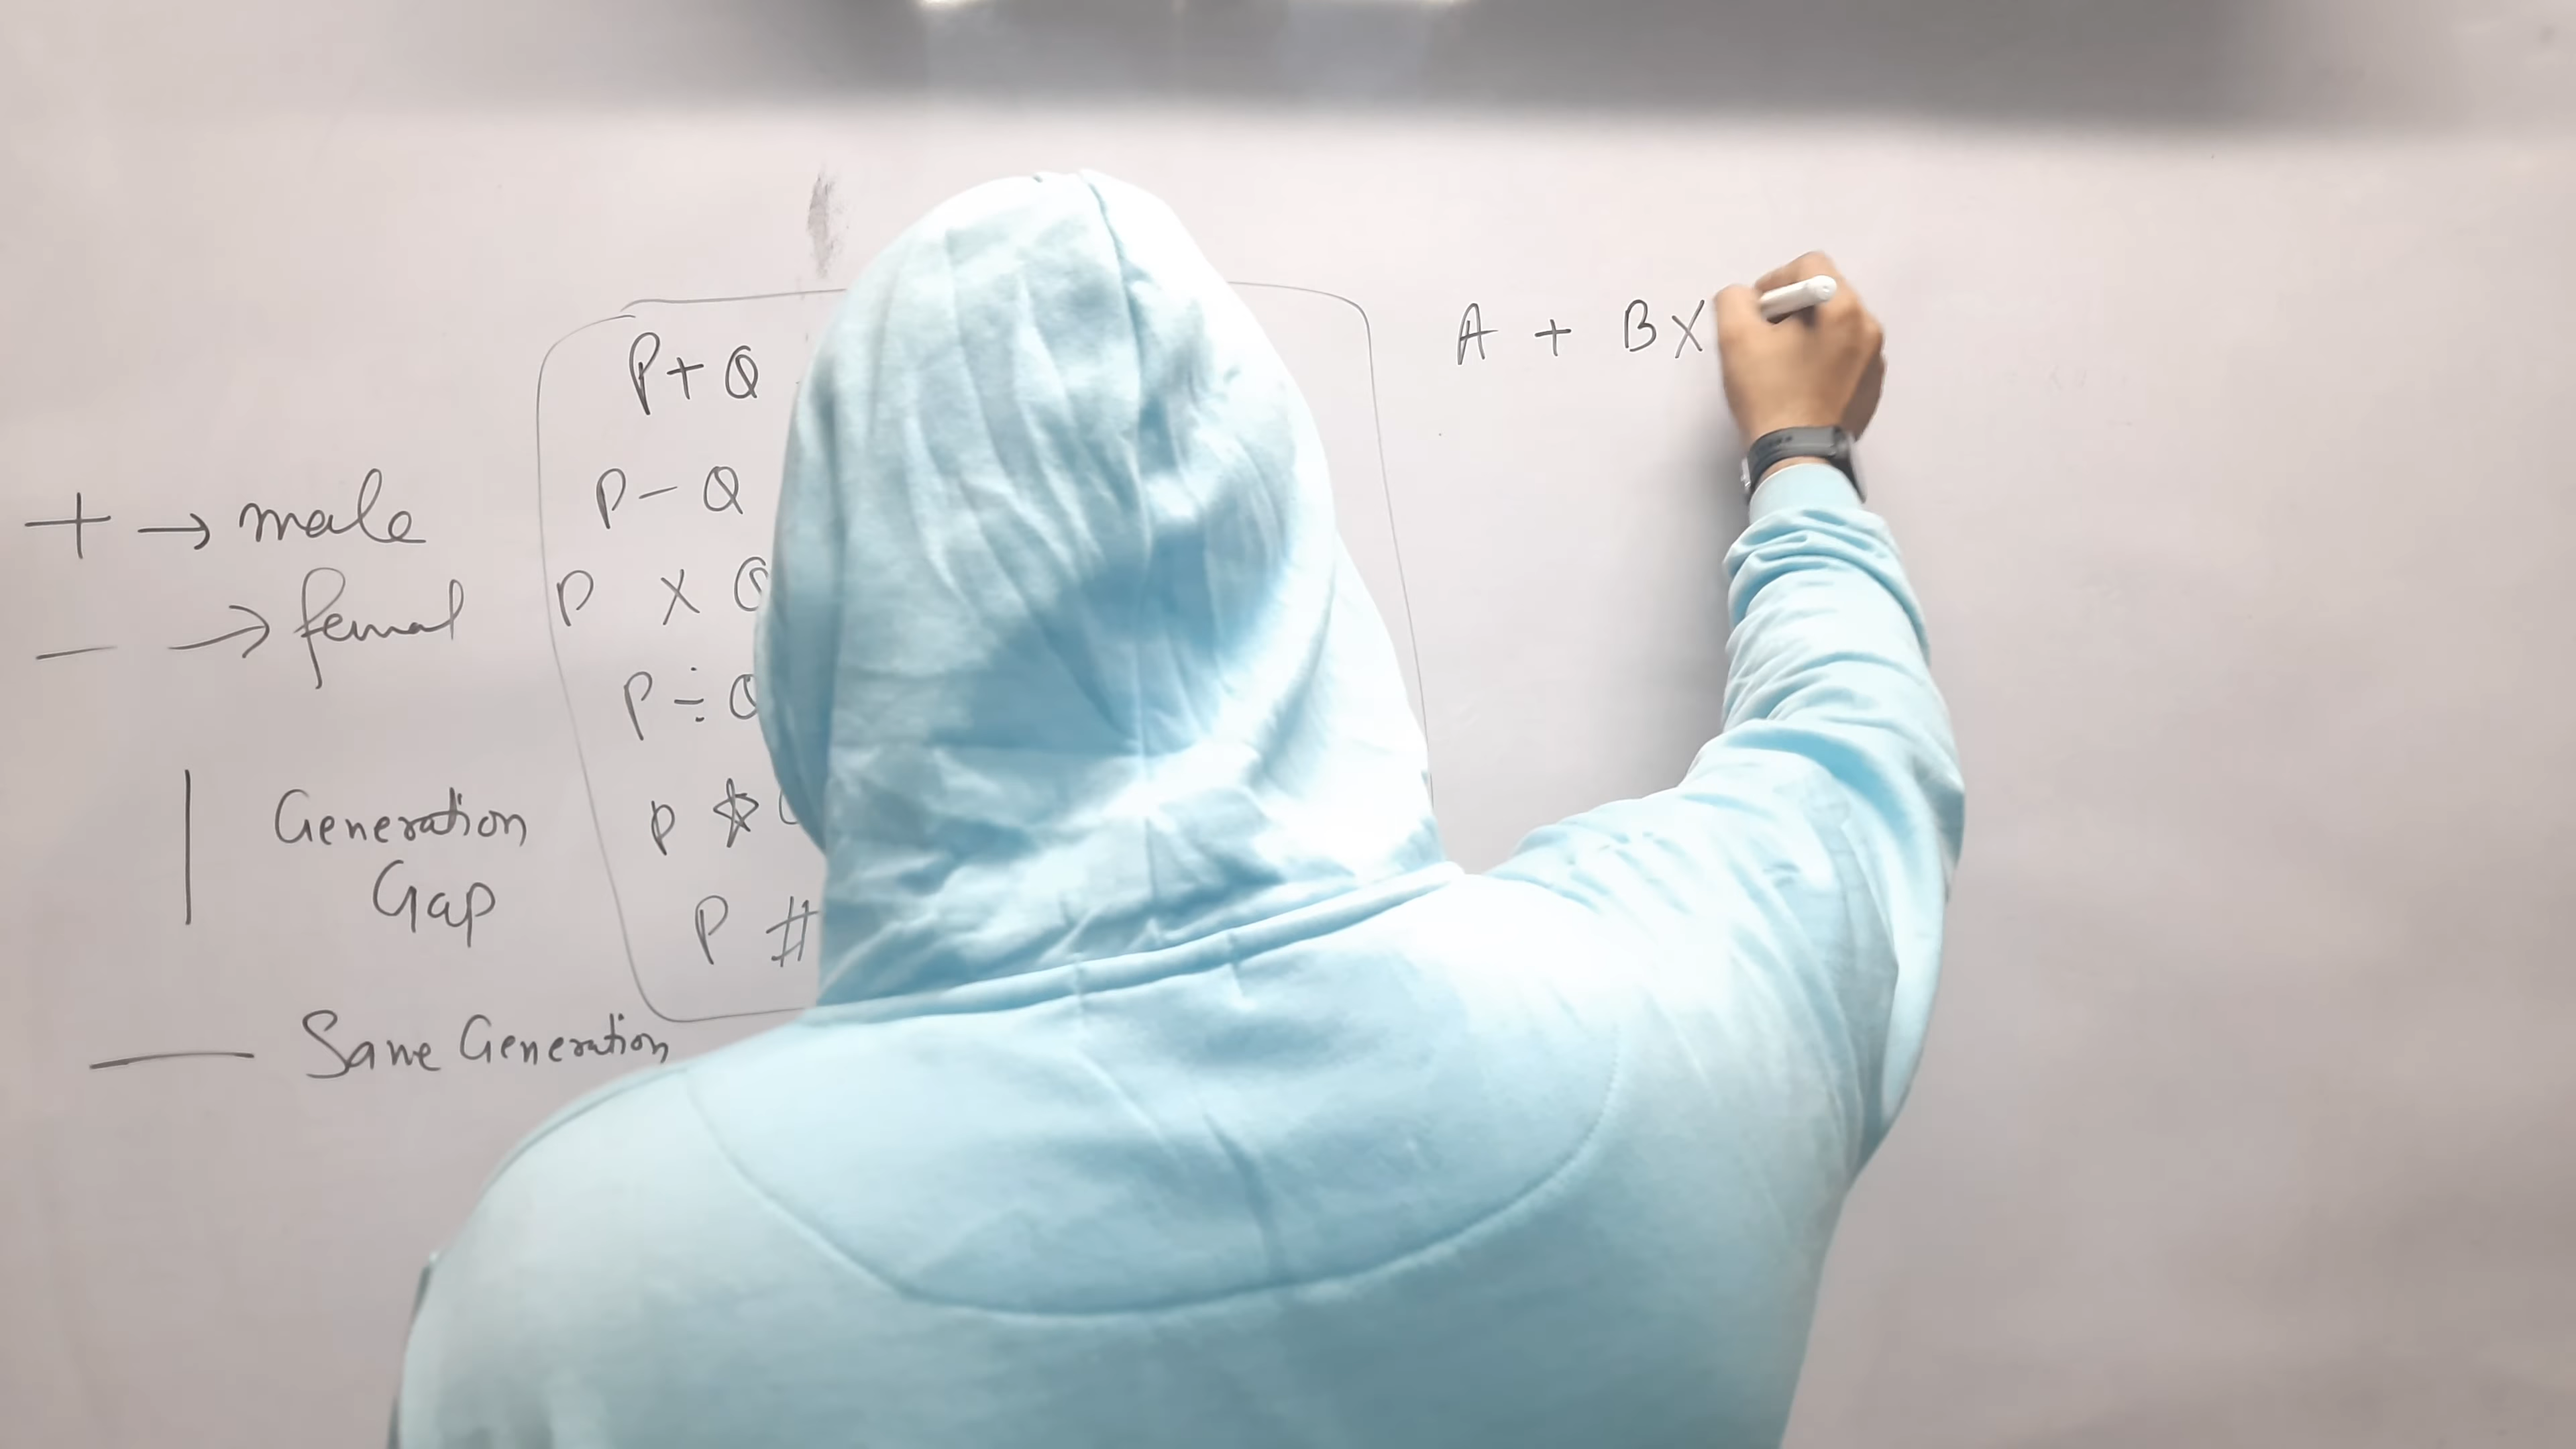 + → male
— → femal
| Generation
Gap
— Same Generation
P + Q
P - Q
P X Q
P ÷ Q
P ☆
P #
A + B X